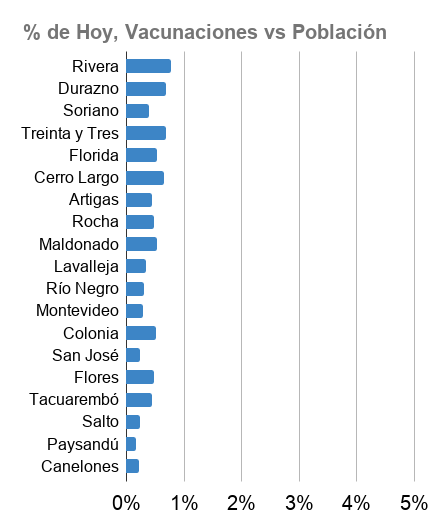 % de Hoy, Vacunaciones vs Población
Rivera
Durazno
Soriano
Treinta y Tres
Florida
Cerro Largo
Artigas
Rocha
Maldonado
Lavalleja
Río Negro
Montevideo
Colonia
San José
Flores
Tacuarembó
Salto
Paysandú
Canelones
0% 1% 2% 3% 4% 5%